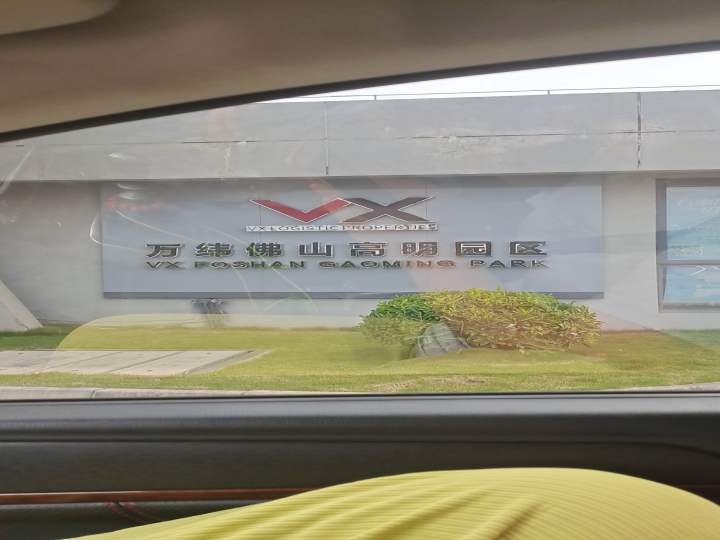 VX
VX LOGISTIC PROPERTIES
万纬佛山高明园区
VX FOSHAN GAOMING PARK